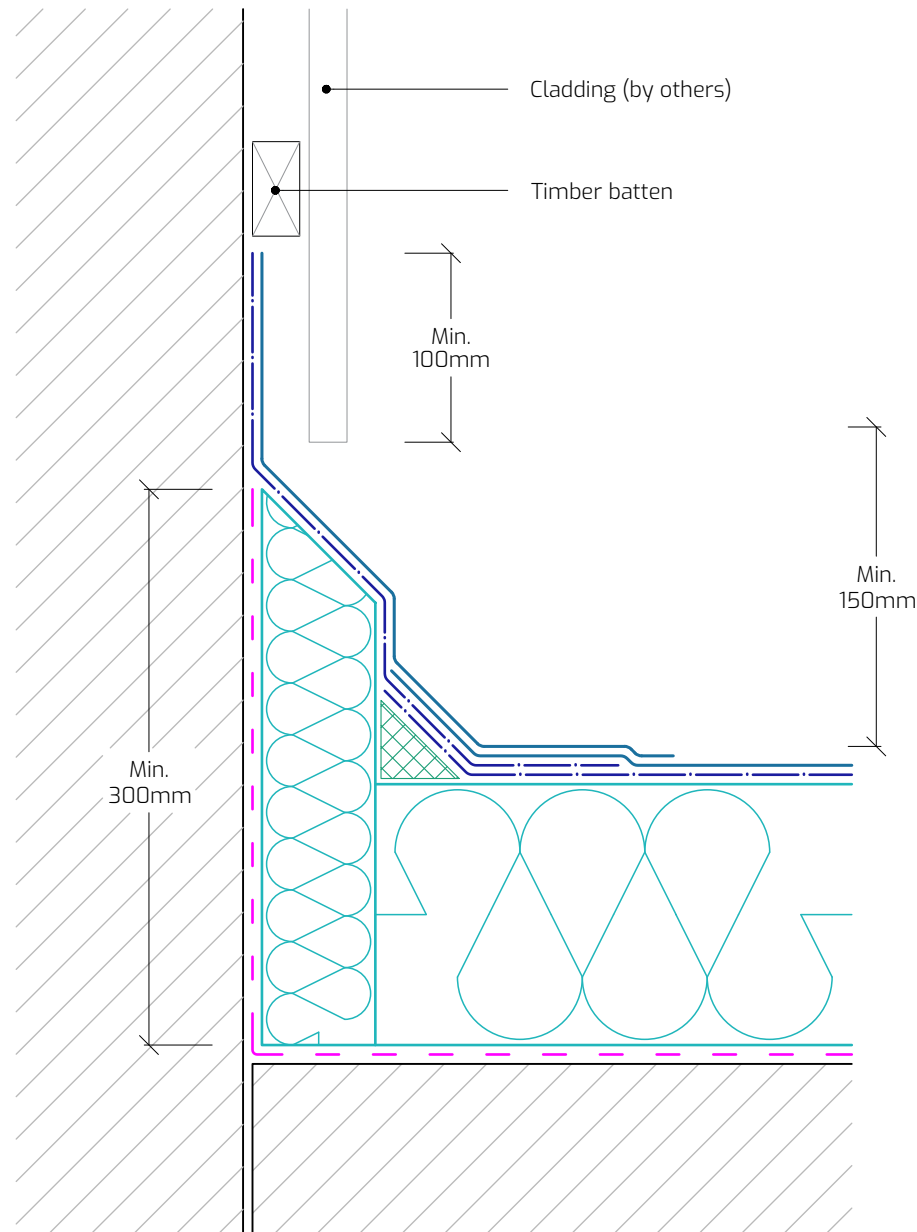 Cladding (by others)
Timber batten
Min.
100mm
Min.
150mm
Min.
300mm